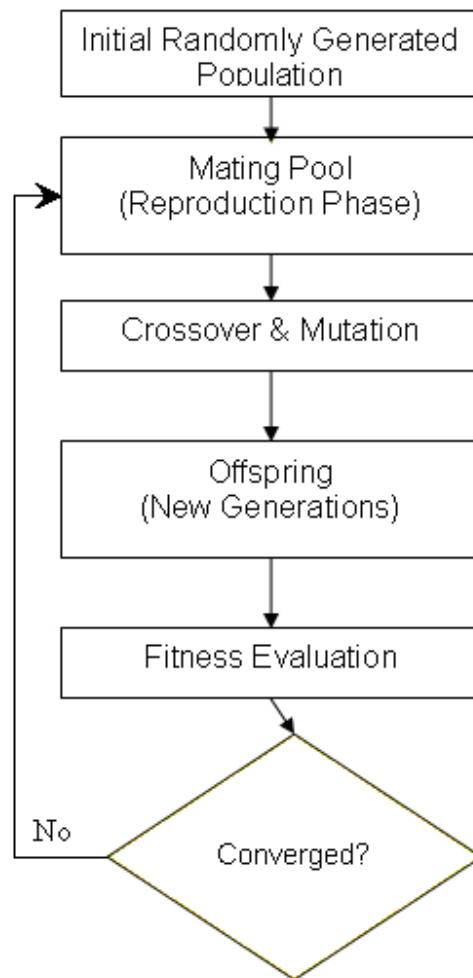 Initial Randomly Generated
Population
Mating Pool
(Reproduction Phase)
Crossover & Mutation
Offspring
(New Generations)
Fitness Evaluation
No
Converged?